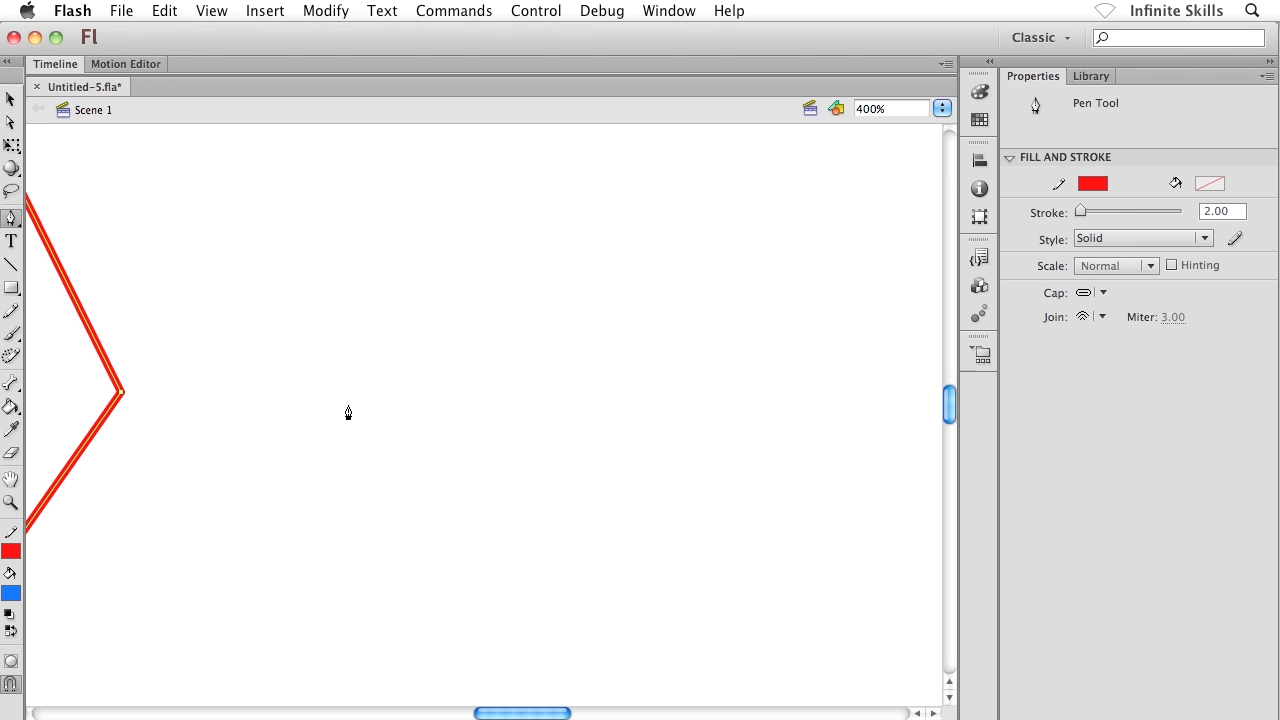 Flash File Edit View Insert Modify Text Commands Control Debug Window Help Infinite Skills
Fl Classic
Timeline Motion Editor
Properties Library
Untitled-5.fla*
Scene 1 400%
Pen Tool
FILL AND STROKE
Stroke: 2.00
Style: Solid
Scale: Normal Hinting
Cap:
Join: Miter: 3.00